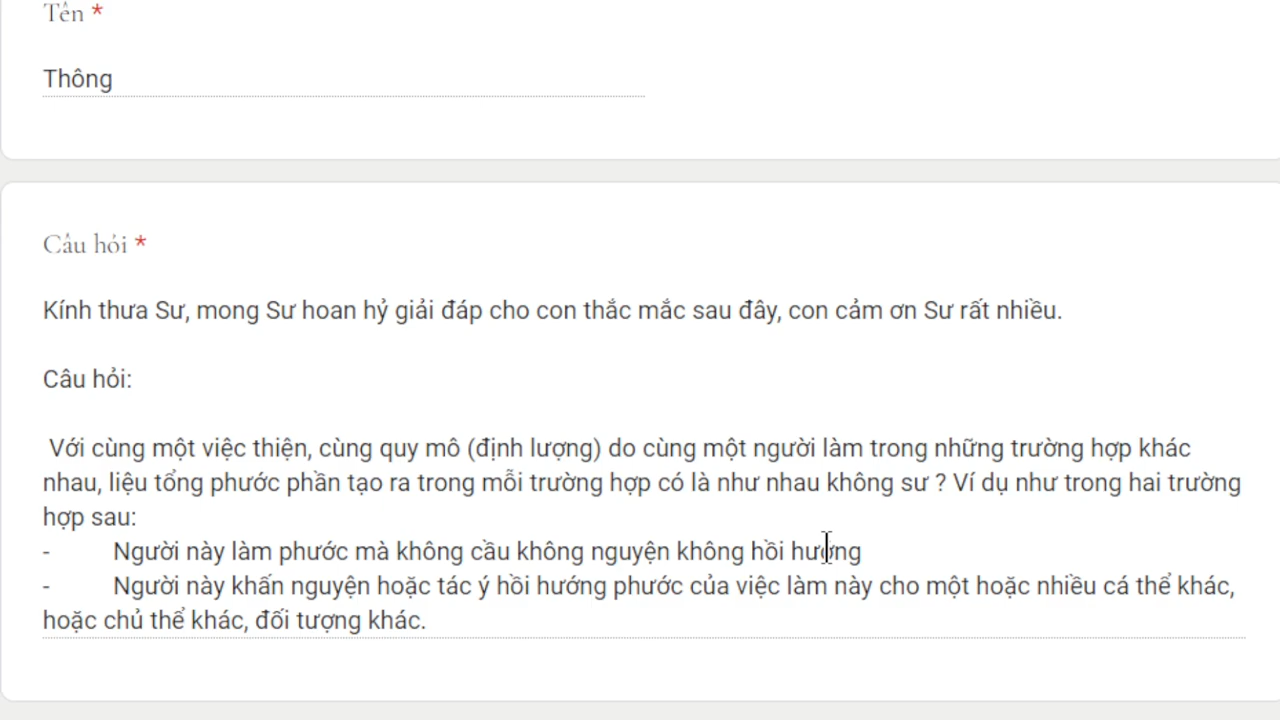 Tên *
Thông
Câu hỏi *
Kính thưa Sư, mong Sư hoan hỷ giải đáp cho con thắc mắc sau đây, con cảm ơn Sư rất nhiều.
Câu hỏi:
Với cùng một việc thiện, cùng quy mô (định lượng) do cùng một người làm trong những trường hợp khác
nhau, liệu tổng phước phần tạo ra trong mỗi trường hợp có là như nhau không sư ? Ví dụ như trong hai trường
hợp sau:
- Người này làm phước mà không cầu không nguyện không hồi hướng
- Người này khấn nguyện hoặc tác ý hồi hướng phước của việc làm này cho một hoặc nhiều cá thể khác,
hoặc chủ thể khác, đối tượng khác.